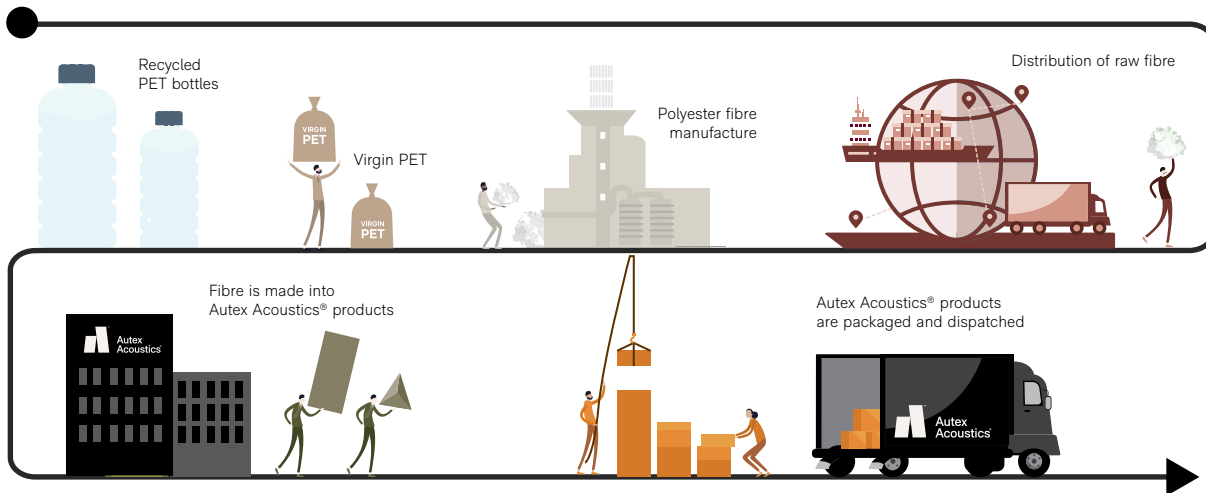 Recycled
PET bottles
VIRGIN
PET
Virgin PET
VIRGIN
PET
Polyester fibre
manufacture
Distribution of raw fibre
Fibre is made into
Autex Acoustics® products
Autex
Acoustics®
Autex Acoustics® products
are packaged and dispatched
Autex
Acoustics®